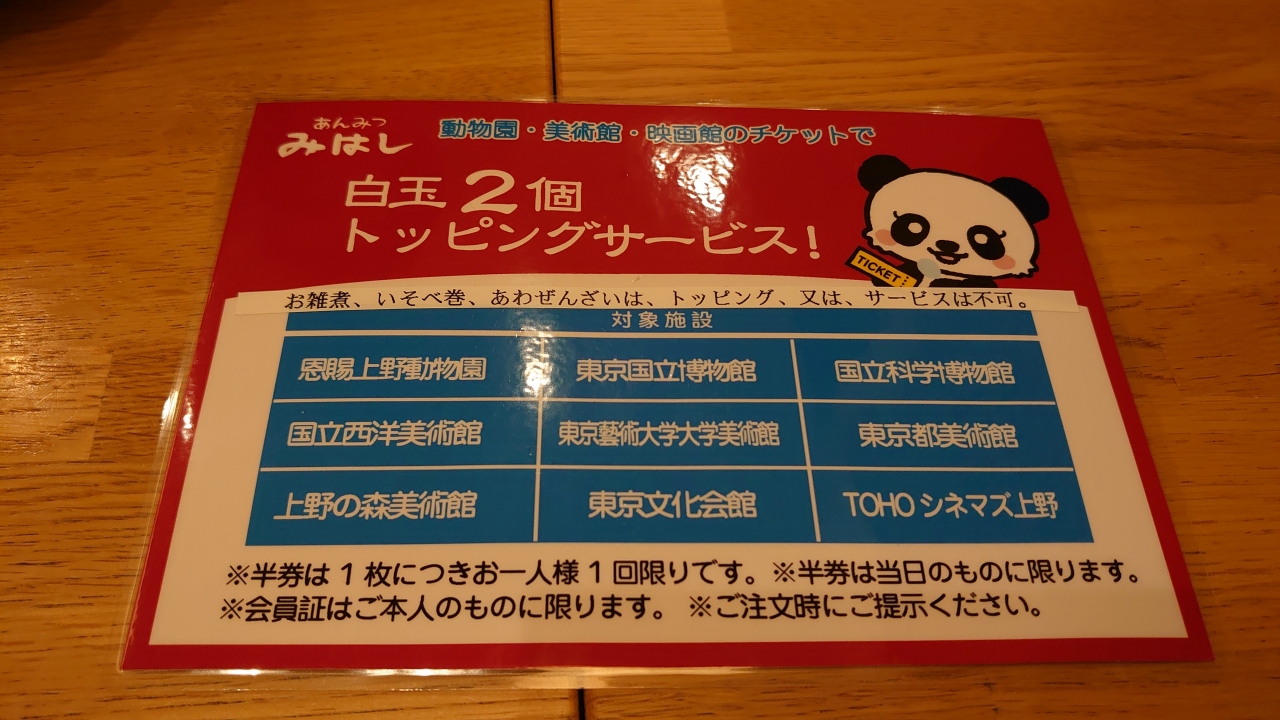 あんみつ
みはし
動物園・美術館・映画館のチケットで
白玉2個
トッピングサービス!
TICKET
お雑煮、いそべ巻、あわぜんざいは、トッピング、又は、サービスは不可。
対象施設
恩賜上野動物園 東京国立博物館 国立科学博物館
国立西洋美術館 東京藝術大学大学美術館 東京都美術館
上野の森美術館 東京文化会館 TOHOシネマズ上野
※半券は1枚につきお一人様1回限りです。※半券は当日のものに限ります。
※会員証はご本人のものに限ります。 ※ご注文時にご提示ください。